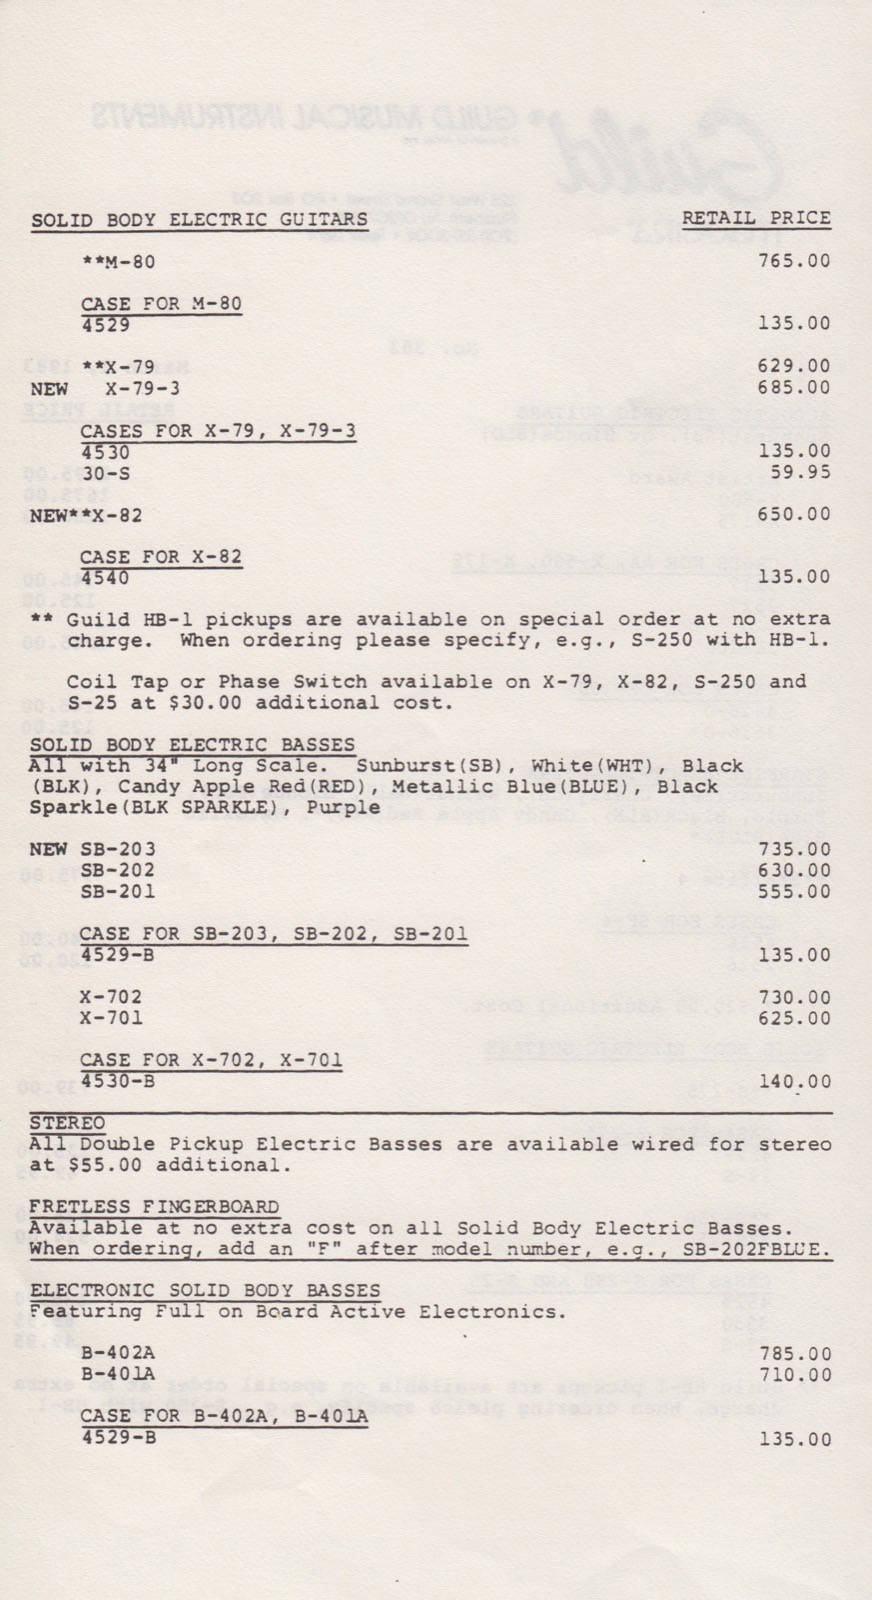 SOLID BODY ELECTRIC GUITARS RETAIL PRICE
**M-80 765.00
CASE FOR M-80
4529 135.00
**X-79 629.00
NEW X-79-3 685.00
CASES FOR X-79, X-79-3
4530 135.00
30-S 59.95
NEW**X-82 650.00
CASE FOR X-82
4540 135.00
** Guild HB-1 pickups are available on special order at no extra
charge. When ordering please specify, e.g., S-250 with HB-1.
Coil Tap or Phase Switch available on X-79, X-82, S-250 and
S-25 at $30.00 additional cost.
SOLID BODY ELECTRIC BASSES
All with 34" Long Scale. Sunburst(SB), White(WHT), Black
(BLK), Candy Apple Red(RED), Metallic Blue(BLUE), Black
Sparkle(BLK SPARKLE), Purple
NEW SB-203 735.00
SB-202 630.00
SB-201 555.00
CASE FOR SB-203, SB-202, SB-201
4529-B 135.00
X-702 730.00
X-701 625.00
CASE FOR X-702, X-701
4530-B 140.00
STEREO
All Double Pickup Electric Basses are available wired for stereo
at $55.00 additional.
FRETLESS FINGERBOARD
Available at no extra cost on all Solid Body Electric Basses.
When ordering, add an "F" after model number, e.g., SB-202FBLUE.
ELECTRONIC SOLID BODY BASSES
Featuring Full on Board Active Electronics.
B-402A 785.00
B-401A 710.00
CASE FOR B-402A, B-401A
4529-B 135.00